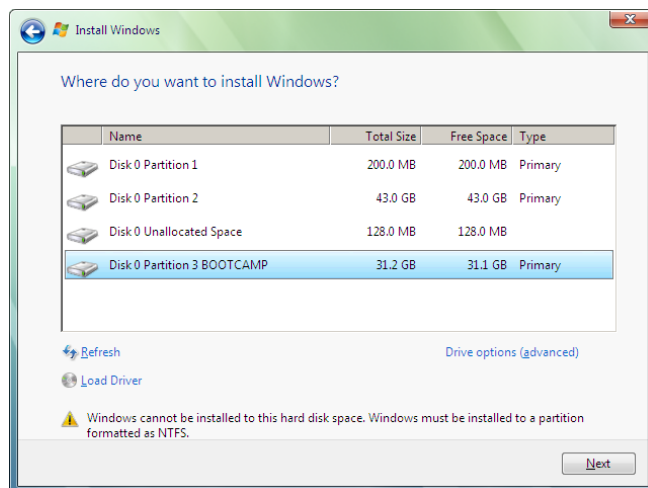 Install Windows
Where do you want to install Windows?
Name Total Size Free Space Type
Disk 0 Partition 1 200.0 MB 200.0 MB Primary
Disk 0 Partition 2 43.0 GB 43.0 GB Primary
Disk 0 Unallocated Space 128.0 MB 128.0 MB
Disk 0 Partition 3 BOOTCAMP 31.2 GB 31.1 GB Primary
Refresh Drive options (advanced)
Load Driver
Windows cannot be installed to this hard disk space. Windows must be installed to a partition
formatted as NTFS.
Next